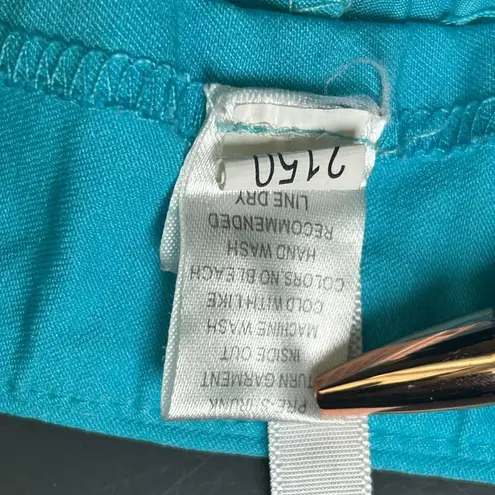 PRE-SHRUNK
TURN GARMENT
INSIDE OUT
MACHINE WASH
COLD WITH LIKE
COLORS. NO BLEACH
HAND WASH
RECOMMENDED
LINE DRY
2150